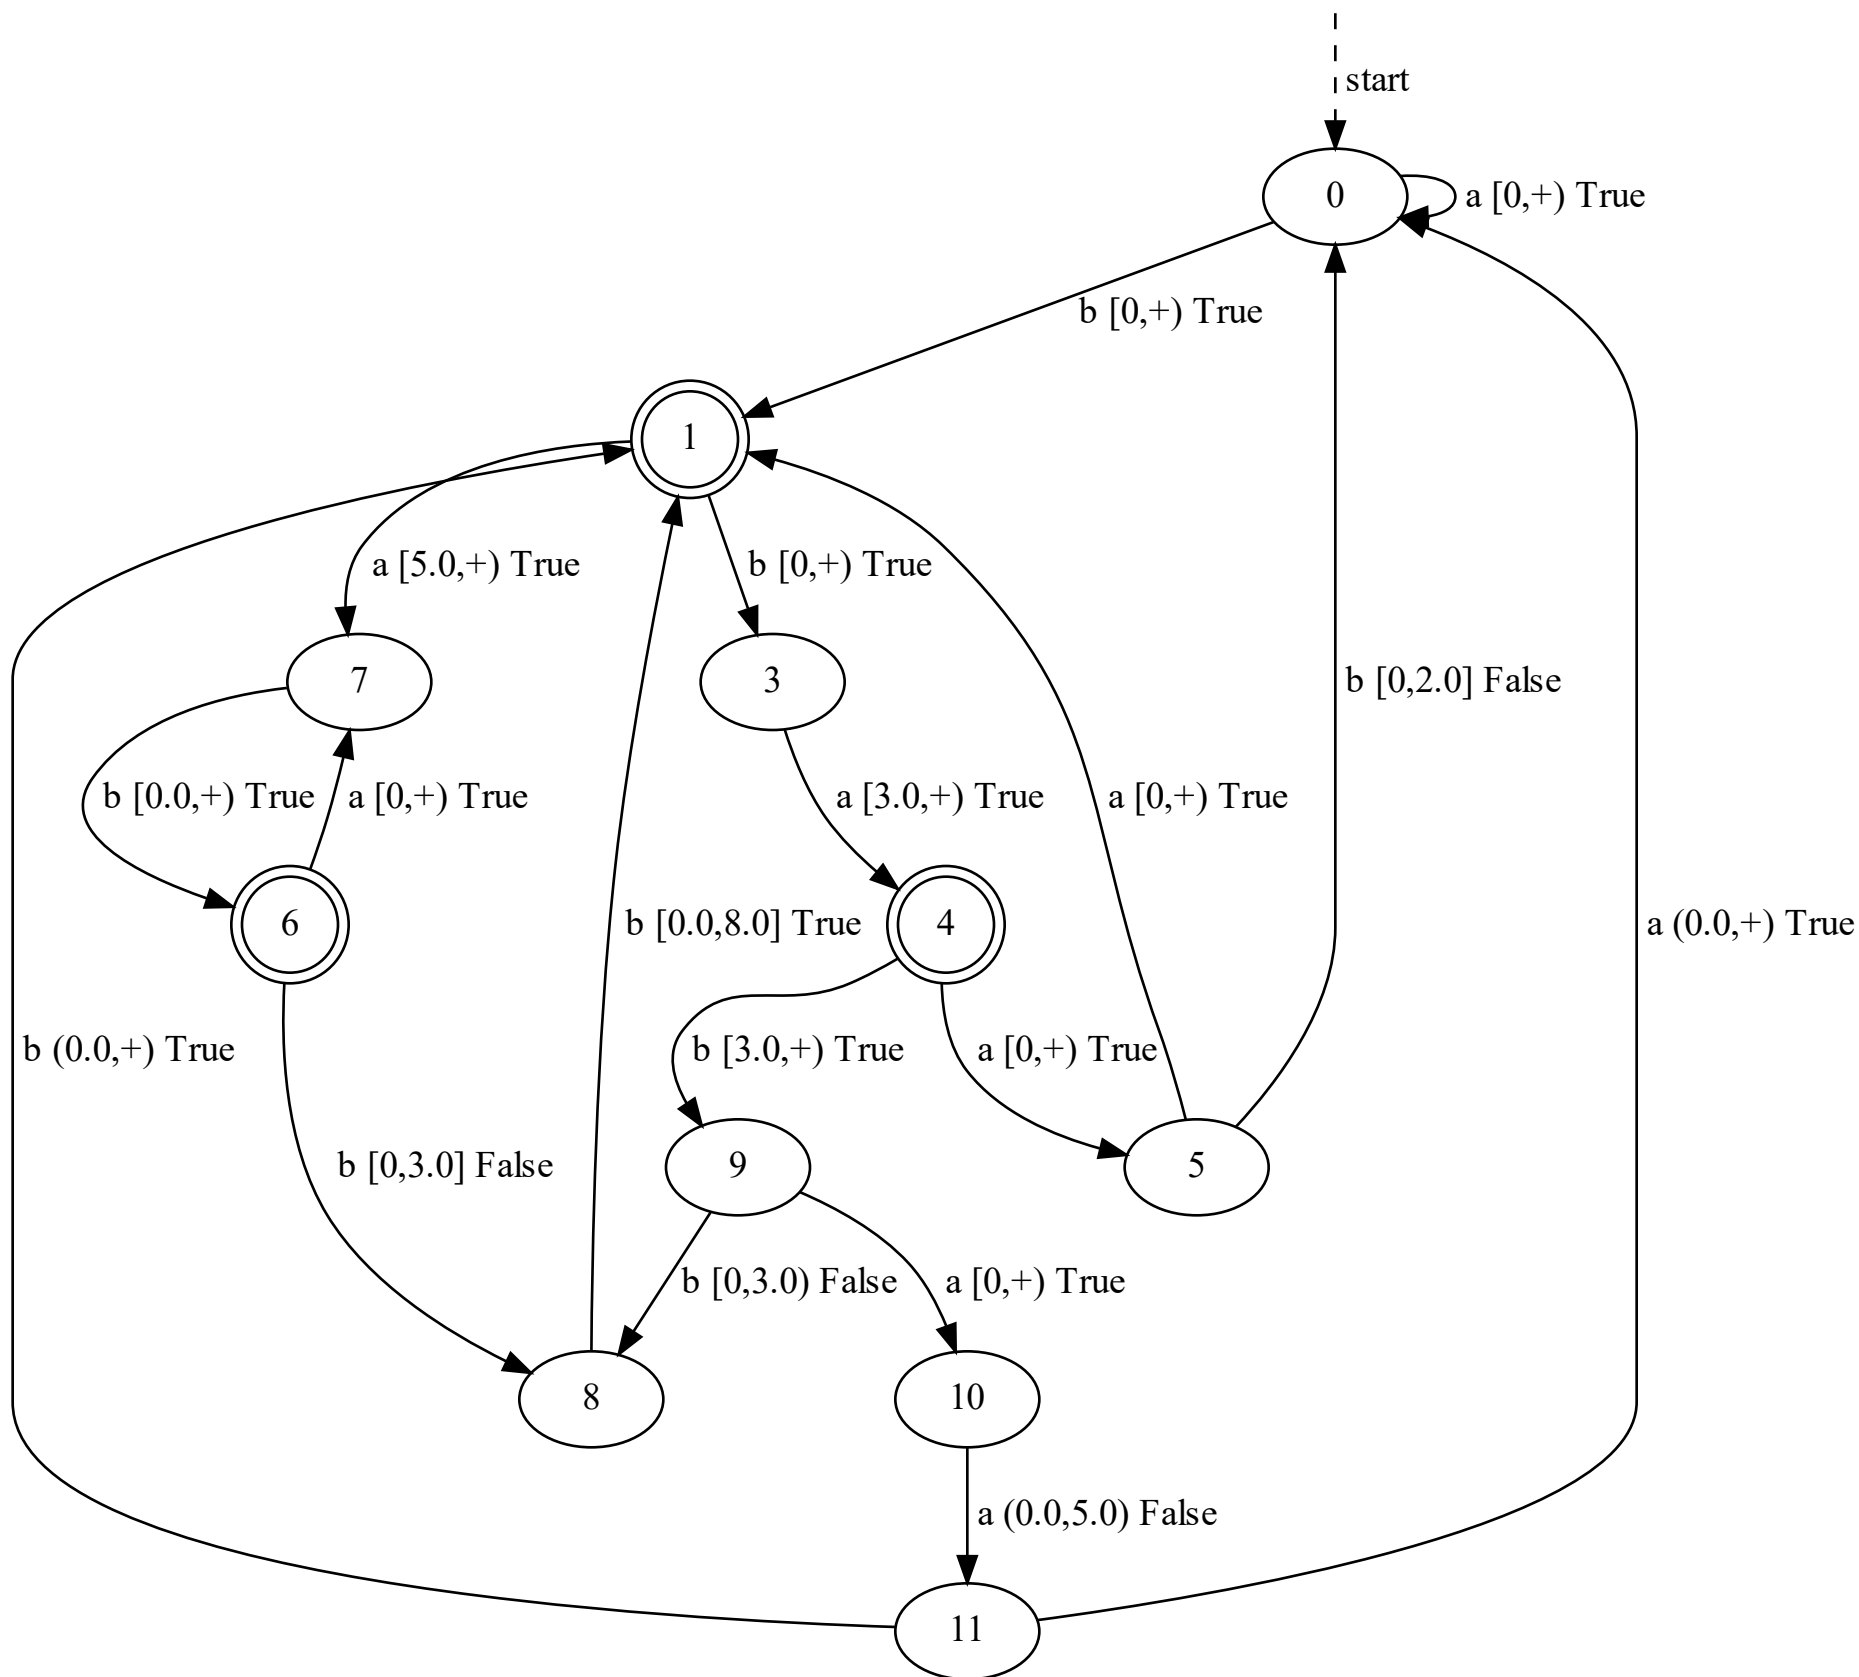 start
0
a [0,+) True
b [0,+) True
1
a [5.0,+) True
b [0,+) True
7
3
b [0,2.0] False
b [0.0,+) True
a [0,+) True
a [3.0,+) True
a [0,+) True
6
b [0.0,8.0] True
4
a (0.0,+) True
b (0.0,+) True
b [3.0,+) True
a [0,+) True
b [0,3.0] False
9
5
b [0,3.0) False
a [0,+) True
8
10
a (0.0,5.0) False
11